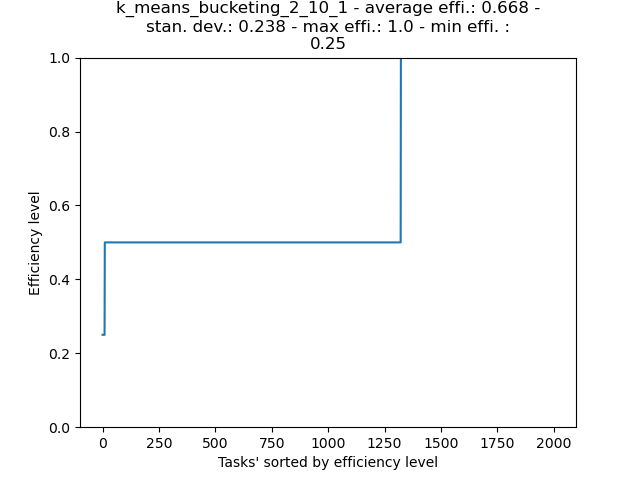 k_means_bucketing_2_10_1 - average effi.: 0.668 -
stan. dev.: 0.238 - max effi.: 1.0 - min effi. :
0.25
1.0
0.8
0.6
0.4
0.2
0.0
Efficiency level
0 250 500 750 1000 1250 1500 1750 2000
Tasks' sorted by efficiency level